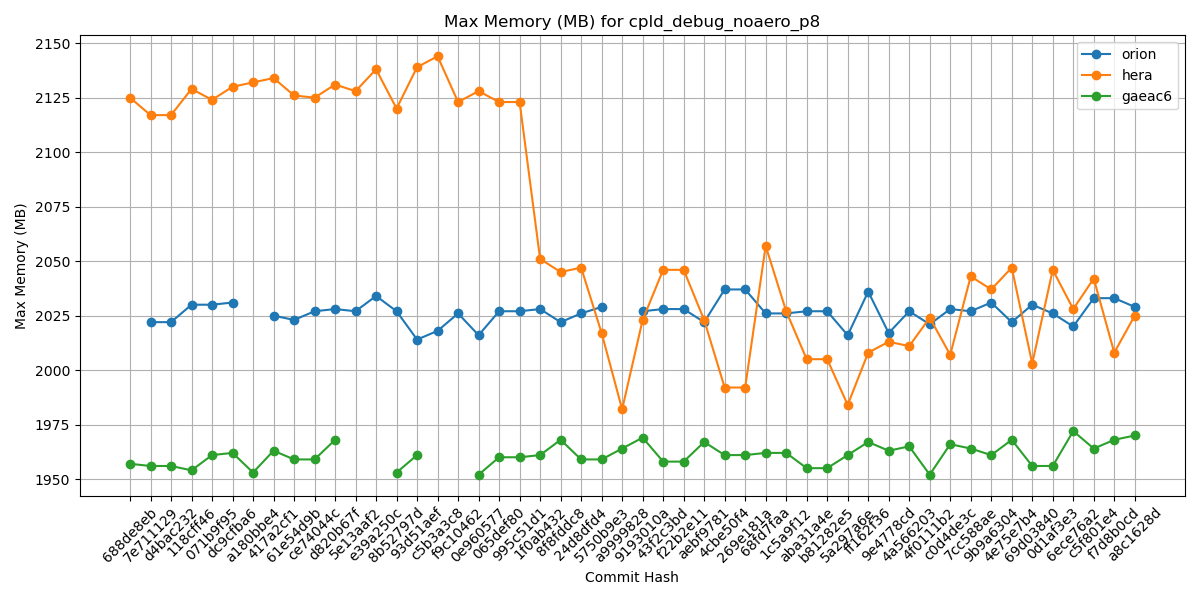 Max Memory (MB) for cpld_debug_noaero_p8
orion
hera
gaeac6
Max Memory (MB)
2150
2125
2100
2075
2050
2025
2000
1975
1950
688de8eb
7e711129
d4bac232
118cff46
071b9f95
dc9cfba6
a180bbe4
417a2cf1
61e54d9b
ce74044c
d820b67f
5e13aaf2
e39a250c
8b52797d
93d51aef
c5b3a3c8
f9c10462
0e960577
065def80
995c51d1
1f0ab432
8f8fddc8
24d8dfd4
5750b9e3
a9999828
9193010a
43f2c3bd
f22b2e11
aebf9781
4cbe50f4
269e181a
68fd7faa
1c5a9f12
aba31a4e
b81282e5
5a297a6e
ff162f36
9e4778cd
4a566203
4f0111b2
c0d4de3c
7cc588ae
9b9a6304
4e75e7b4
69d03840
0d1af3e3
6ece76a2
c5f801e4
f7d8b0cd
a8c1628d
Commit Hash